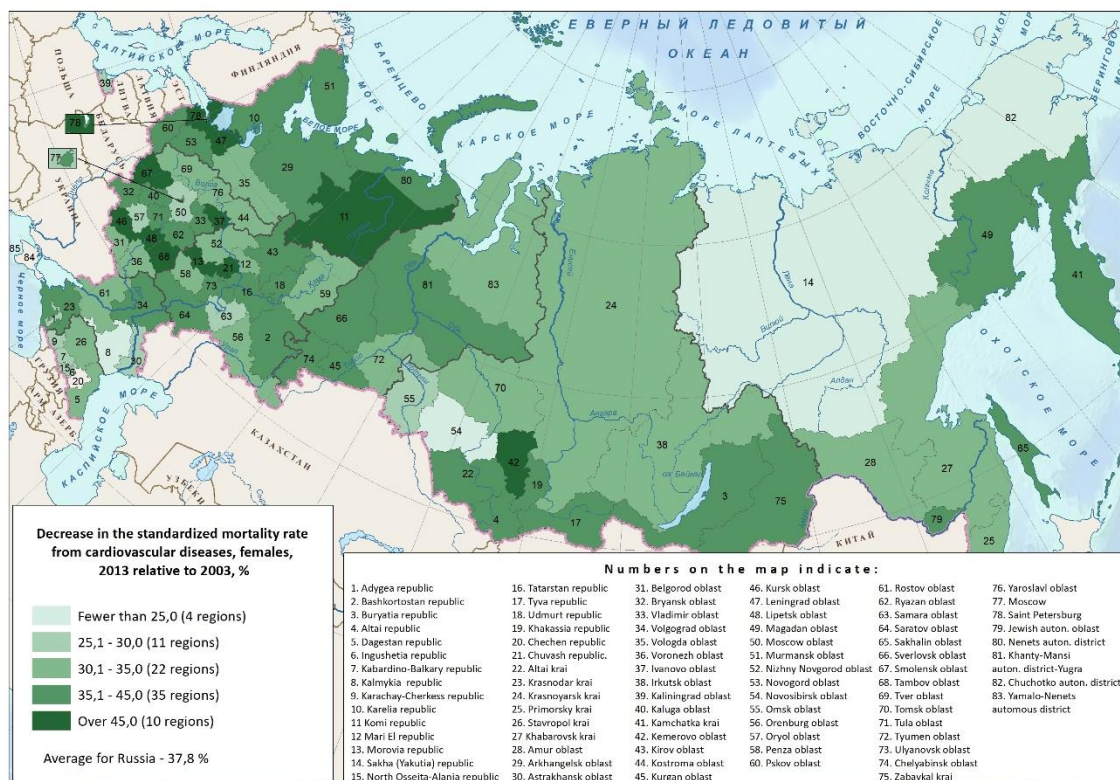 СЕВЕРНЫЙ ЛЕДОВИТЫЙ
ОКЕАН
БАЛТИЙСКОЕ МОРЕ
ФИНЛЯНДИЯ
БАРЕНЦЕВО
МОРЕ
БЕЛОЕ МОРЕ
КАРСКОЕ МОРЕ
МОРЕ ЛАПТЕВЫХ
ВОСТОЧНО-СИБИРСКОЕ
МОРЕ
МОРЕ
БЕРИНГОВО
ПОЛЬША
ЛИТВА
БЕЛАРУСЬ
УКРАИНА
Черное море
ГРУЗИЯ
КАСПИЙСКОЕ МОРЕ
КАЗАХСТАН
КИТАЙ
ОХОТСКОЕ МОРЕ
Волга
Ангара
оз. Байкал
Лена
Вилюй
Алдан
Decrease in the standardized mortality rate
from cardiovascular diseases, females,
2013 relative to 2003, %
Fewer than 25,0 (4 regions)
25,1 - 30,0 (11 regions)
30,1 - 35,0 (22 regions)
35,1 - 45,0 (35 regions)
Over 45,0 (10 regions)
Average for Russia - 37,8 %
Numbers on the map indicate:
1. Adygea republic
2. Bashkortostan republic
3. Buryatia republic
4. Altai republic
5. Dagestan republic
6. Ingushetia republic
7. Kabardino-Balkary republic
8. Kalmykia republic
9. Karachay-Cherkess republic
10. Karelia republic
11. Komi republic
12 Mari El republic
13. Morovia republic
14. Sakha (Yakutia) republic
15. North Osseita-Alania republic
16. Tatarstan republic
17. Tyva republic
18. Udmurt republic
19. Khakassia republic
20. Chechen republic
21. Chuvash republic.
22. Altai krai
23. Krasnodar krai
24. Krasnoyarsk krai
25. Primorsky krai
26. Stavropol krai
27 Khabarovsk krai
28. Amur oblast
29. Arkhangelsk oblast
30. Astrakhansk oblast
31. Belgorod oblast
32. Bryansk oblast
33. Vladimir oblast
34. Volgograd oblast
35. Vologda oblast
36. Voronezh oblast
37. Ivanovo oblast
38. Irkutsk oblast
39. Kaliningrad oblast
40. Kaluga oblast
41. Kamchatka krai
42. Kemerovo oblast
43. Kirov oblast
44. Kostroma oblast
45. Kurgan oblast
46. Kursk oblast
47. Leningrad oblast
48. Lipetsk oblast
49. Magadan oblast
50. Moscow oblast
51. Murmansk oblast
52. Nizhny Novgorod oblast
53. Novogord oblast
54. Novosibirsk oblast
55. Omsk oblast
56. Orenburg oblast
57. Oryol oblast
58. Penza oblast
60. Pskov oblast
61. Rostov oblast
62. Ryazan oblast
63. Samara oblast
64. Saratov oblast
65. Sakhalin oblast
66. Sverlovsk oblast
67. Smolensk oblast
68. Tambov oblast
69. Tver oblast
70. Tomsk oblast
71. Tula oblast
72. Tyumen oblast
73. Ulyanovsk oblast
74. Chelyabinsk oblast
75. Zabaykal krai
76. Yaroslavl oblast
77. Moscow
78. Saint Petersburg
79. Jewish auton. oblast
80. Nenets auton. district
81. Khanty-Mansi
auton. district-Yugra
82. Chuchotko auton. district
83. Yamalo-Nenets
automous district